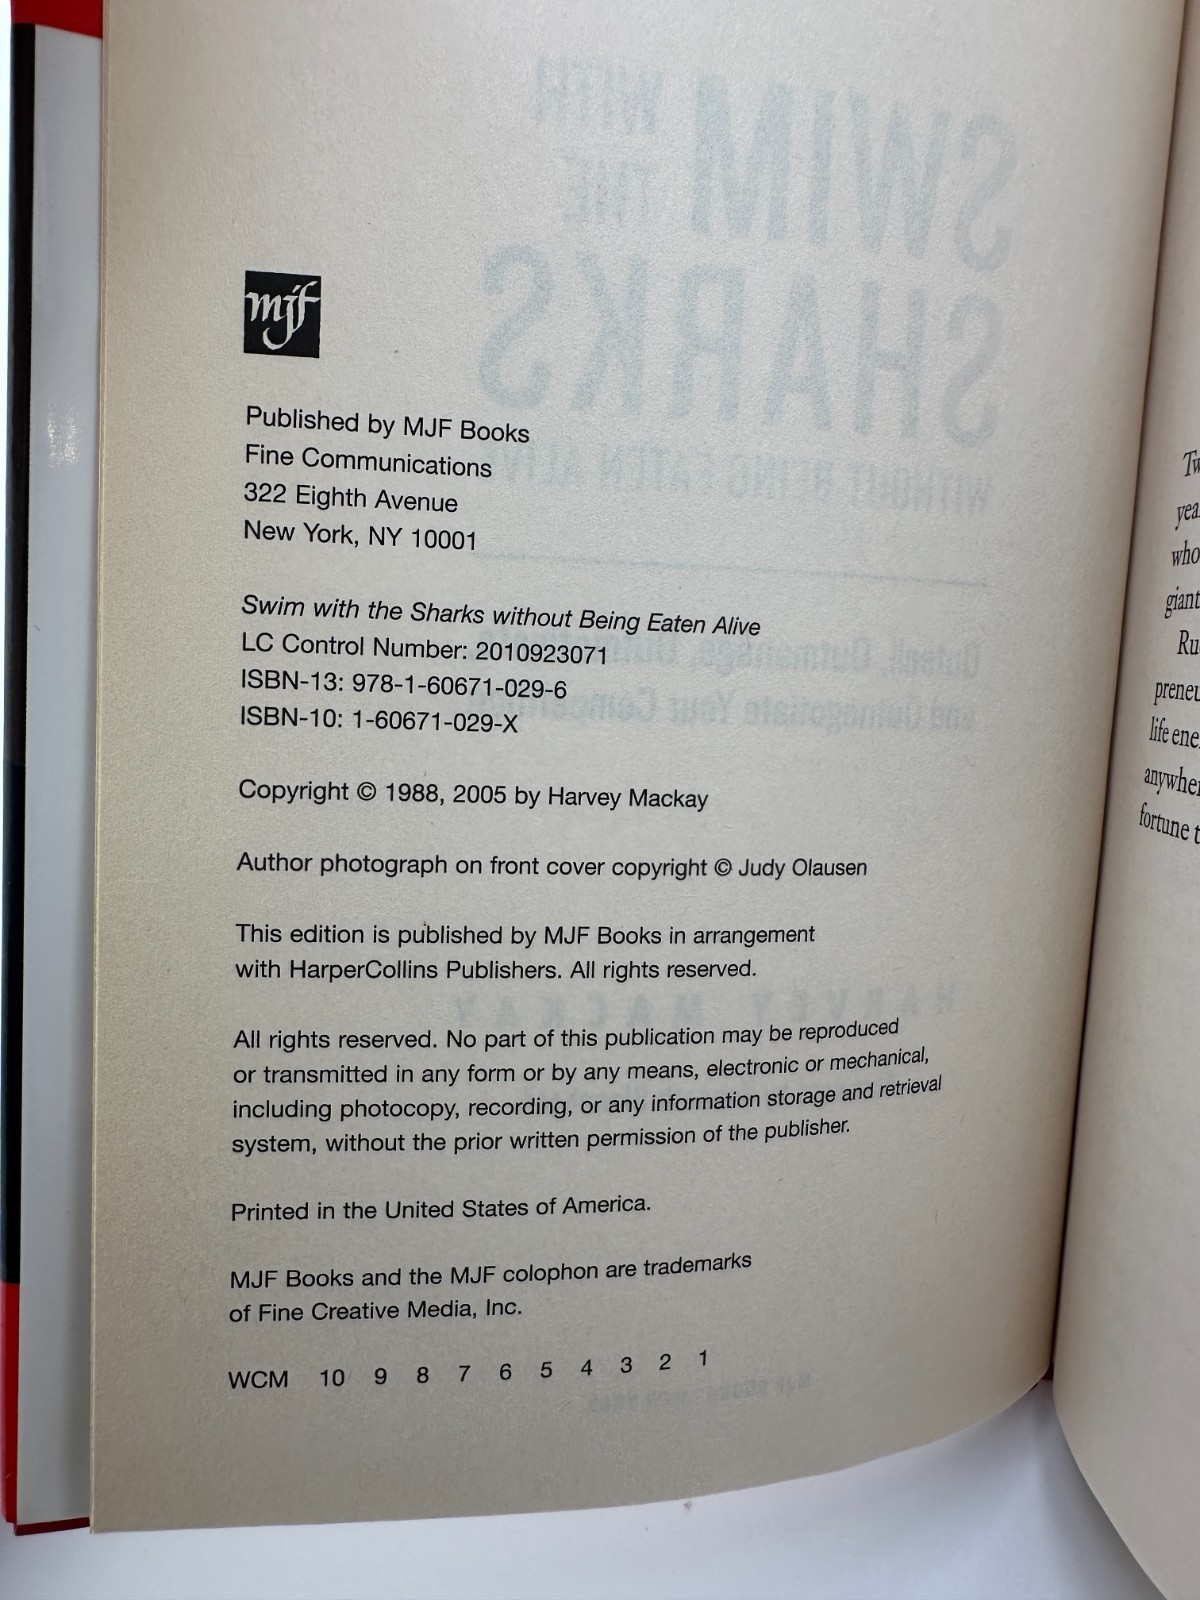 mjf
Published by MJF Books
Fine Communications
322 Eighth Avenue
New York, NY 10001
Swim with the Sharks without Being Eaten Alive
LC Control Number: 2010923071
ISBN-13: 978-1-60671-029-6
ISBN-10: 1-60671-029-X
Copyright © 1988, 2005 by Harvey Mackay
Author photograph on front cover copyright © Judy Olausen
This edition is published by MJF Books in arrangement
with HarperCollins Publishers. All rights reserved.
All rights reserved. No part of this publication may be reproduced
or transmitted in any form or by any means, electronic or mechanical,
including photocopy, recording, or any information storage and retrieval
system, without the prior written permission of the publisher.
Printed in the United States of America.
MJF Books and the MJF colophon are trademarks
of Fine Creative Media, Inc.
WCM 10 9 8 7 6 5 4 3 2 1
who
life
fortune